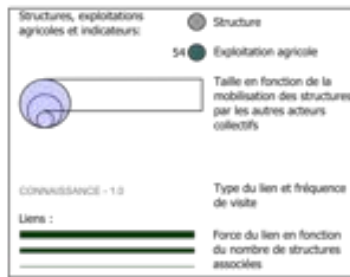 Structures, exploitations
agricoles et indicateurs:
Structure
54 Exploitation agricole
Taille en fonction de la
mobilisation des structures
par les autres acteurs
collectifs
CONNAISSANCE - 1.0
Type du lien et fréquence
de visite
Liens :
Force du lien en fonction
du nombre de structures
associées